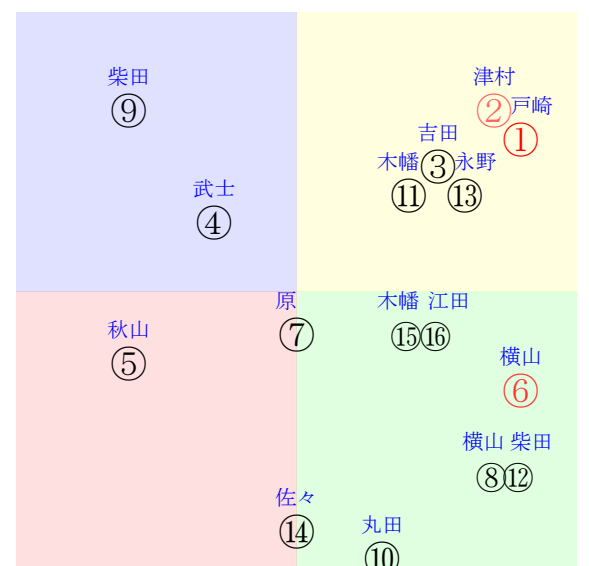 柴田
⑨
津村
②
戸崎
①
吉田
③
木幡
⑪
永野
⑬
武士
④
原
⑦
木幡 江田
⑮⑯
秋山
⑤
横山
⑥
横山 柴田
⑧⑫
佐々
⑭
丸田
⑩